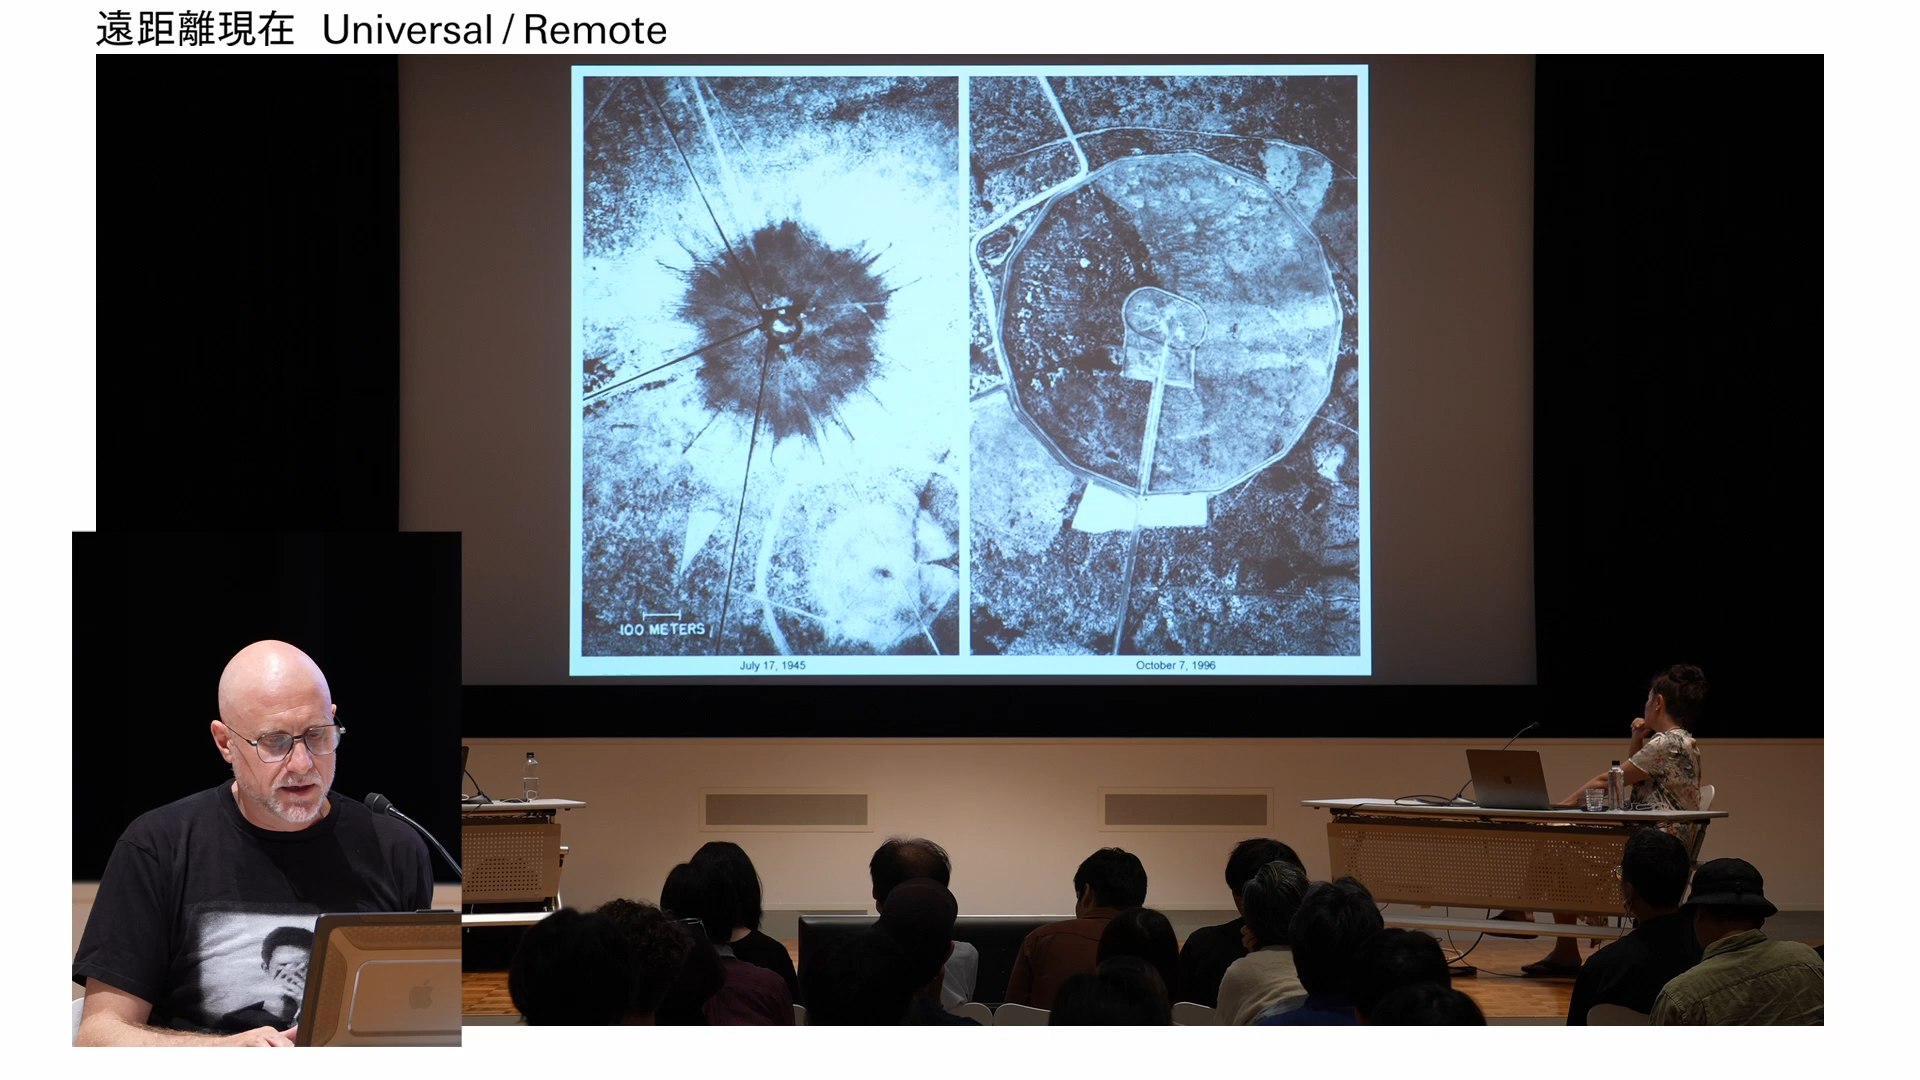 遠距離現在 Universal / Remote
100 METERS
July 17, 1945
October 7, 1996